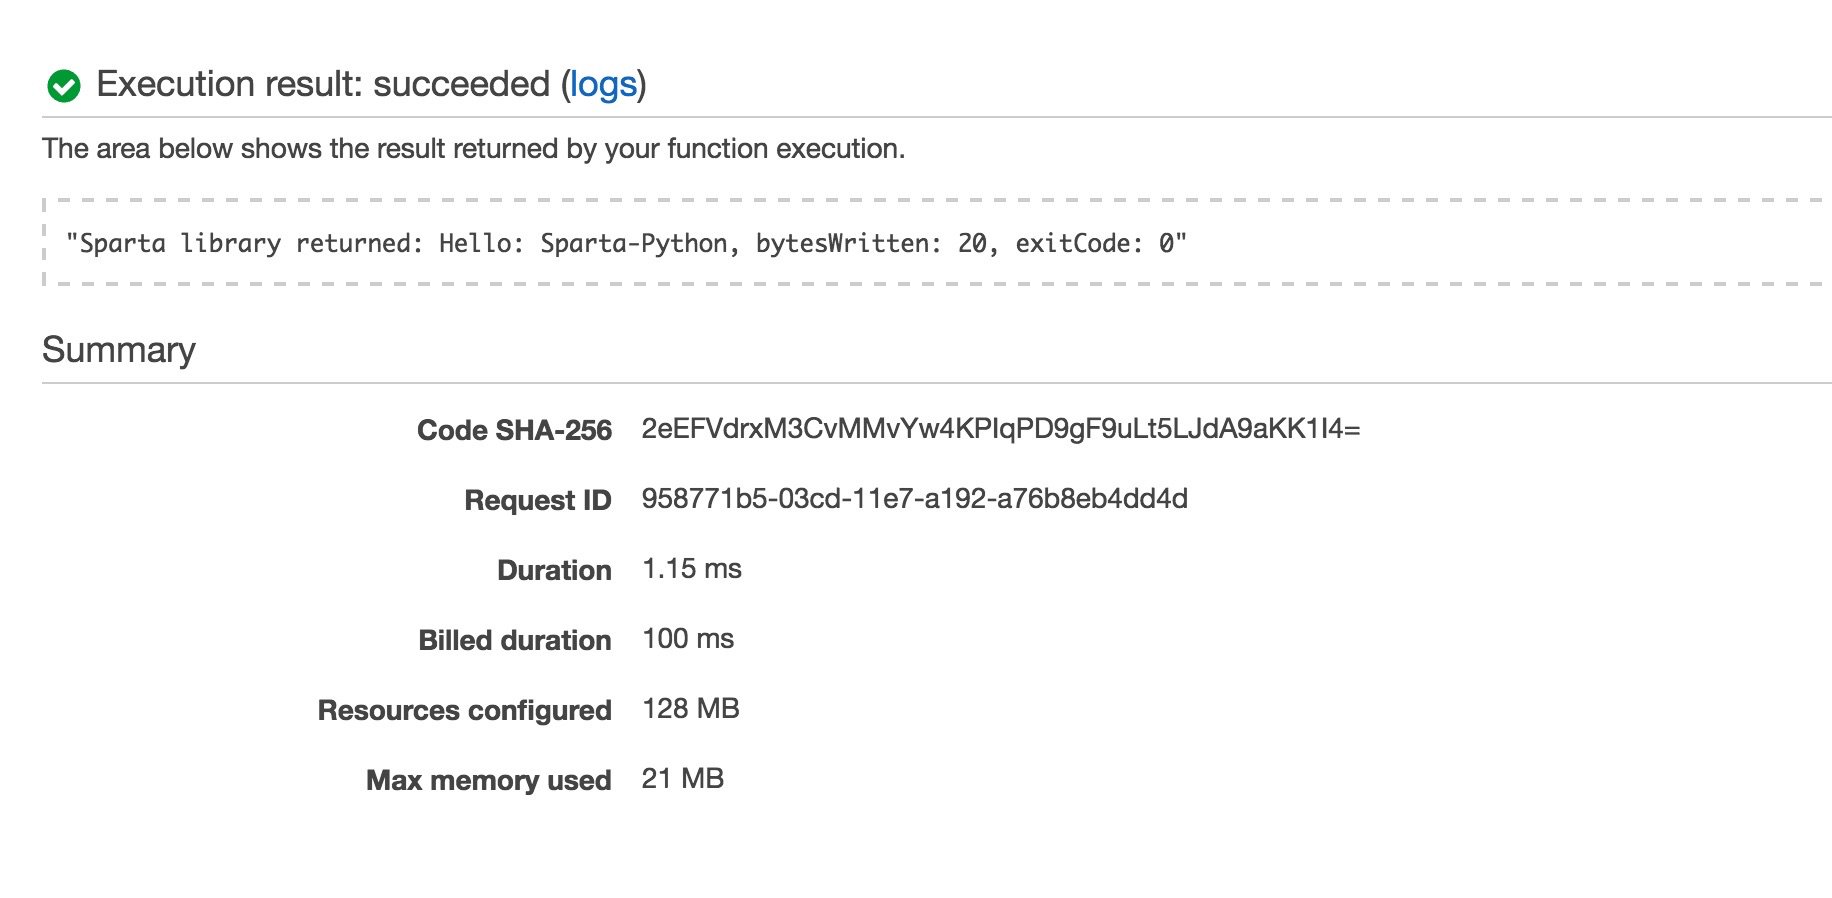 Execution result: succeeded (logs)
The area below shows the result returned by your function execution.
"Sparta library returned: Hello: Sparta-Python, bytesWritten: 20, exitCode: 0"
Summary
Code SHA-256 2eEFVdrxM3CvMMvYw4KPIqPD9gF9uLt5LJdA9aKK1I4=
Request ID 958771b5-03cd-11e7-a192-a76b8eb4dd4d
Duration 1.15 ms
Billed duration 100 ms
Resources configured 128 MB
Max memory used 21 MB